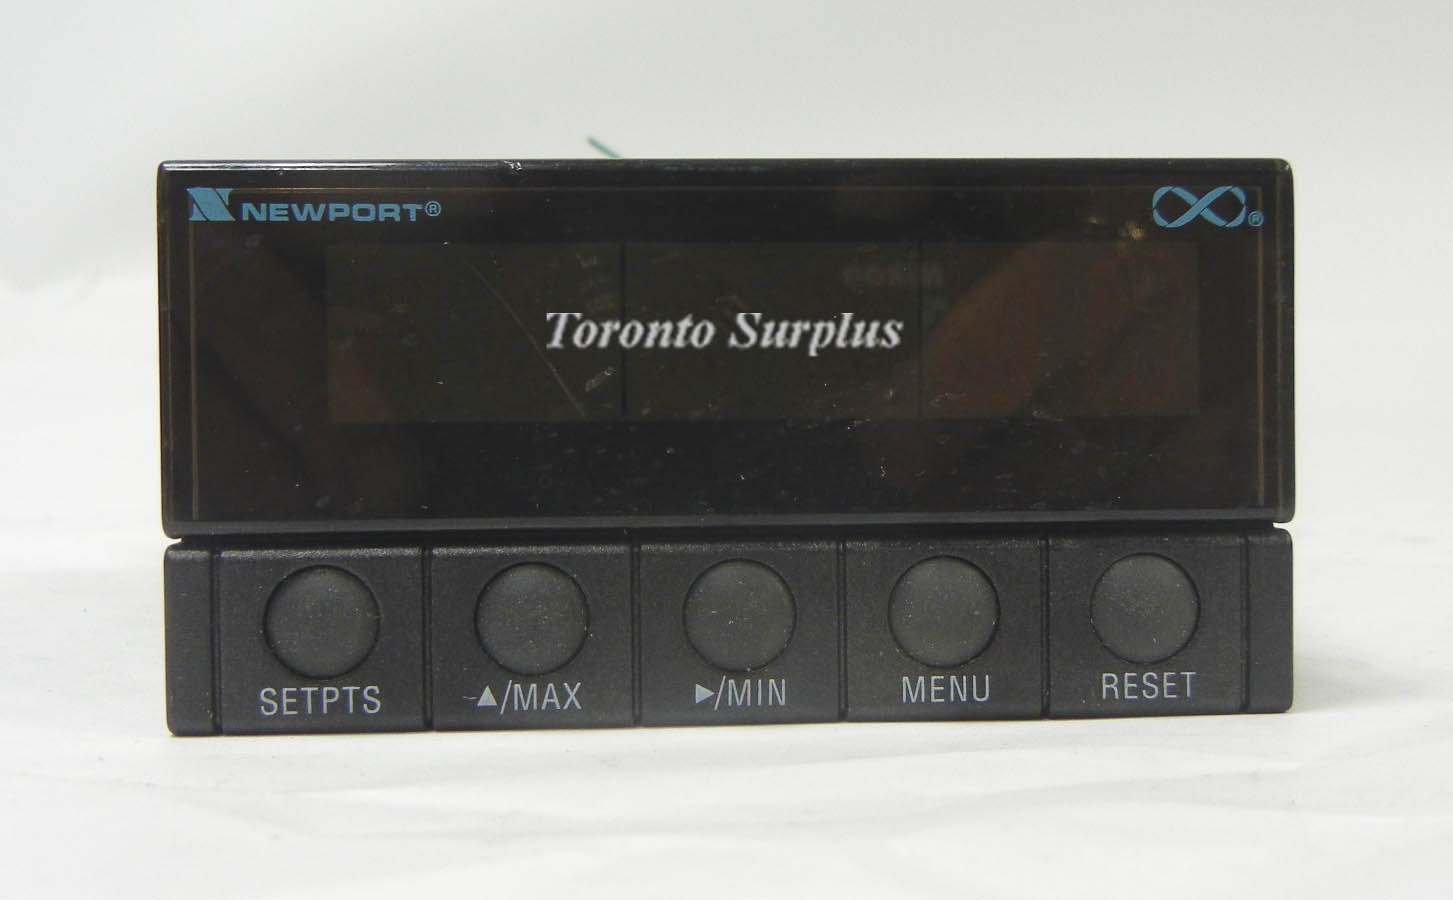 NEWPORT®
®
Toronto Surplus
SETPTS
▲/MAX
▶/MIN
MENU
RESET